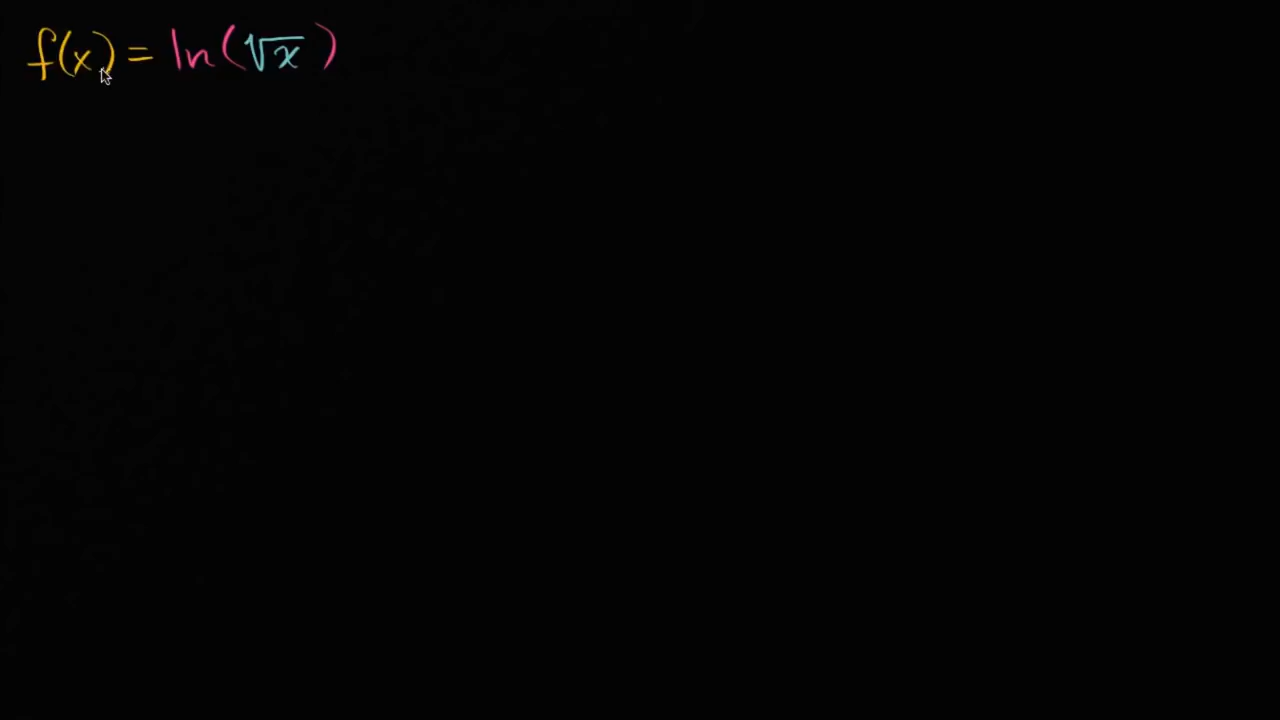 f(x) = ln(√x)